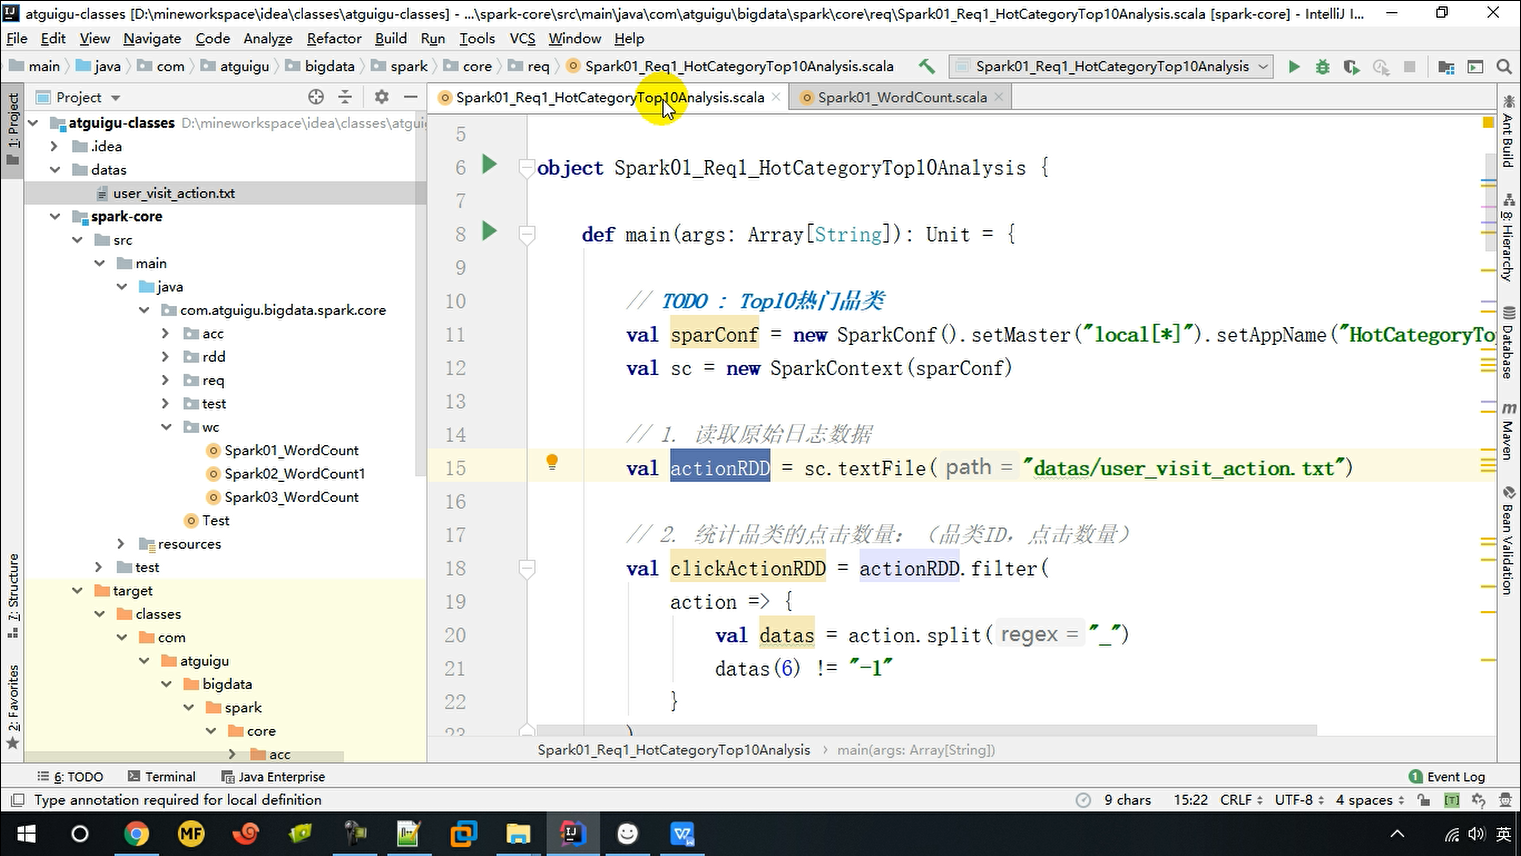 atguigu-classes [D:\mineworkspace\idea\classes\atguigu-classes] - ...\spark-core\src\main\java\com\atguigu\bigdata\spark\core\req\Spark01_Req1_HotCategoryTop10Analysis.scala [spark-core] - IntelliJ I...
File Edit View Navigate Code Analyze Refactor Build Run Tools VCS Window Help
main java com atguigu bigdata spark core req Spark01_Req1_HotCategoryTop10Analysis.scala Spark01_Req1_HotCategoryTop10Analysis
Project
Spark01_Req1_HotCategoryTop10Analysis.scala Spark01_WordCount.scala
1: Project
7: Structure
2: Favorites
atguigu-classes D:\mineworkspace\idea\classes\atgui
.idea
datas
user_visit_action.txt
spark-core
src
main
java
com.atguigu.bigdata.spark.core
acc
rdd
req
test
wc
Spark01_WordCount
Spark02_WordCount1
Spark03_WordCount
Test
resources
test
target
classes
com
atguigu
bigdata
spark
core
acc
5
6 object Spark01_Req1_HotCategoryTop10Analysis {
7
8 def main(args: Array[String]): Unit = {
9
10 // TODO : Top10热门品类
11 val sparConf = new SparkConf().setMaster("local[*]").setAppName("HotCategoryTo
12 val sc = new SparkContext(sparConf)
13
14 // 1. 读取原始日志数据
15 val actionRDD = sc.textFile( path = "datas/user_visit_action.txt")
16
17 // 2. 统计品类的点击数量：（品类ID，点击数量）
18 val clickActionRDD = actionRDD.filter(
19 action => {
20 val datas = action.split( regex = "_")
21 datas(6) != "-1"
22 }
23 )
Spark01_Req1_HotCategoryTop10Analysis main(args: Array[String])
Ant Build
8: Hierarchy
Database
Maven
Bean Validation
6: TODO Terminal Java Enterprise 1 Event Log
Type annotation required for local definition 9 chars 15:22 CRLF UTF-8 4 spaces [T]
MF 英